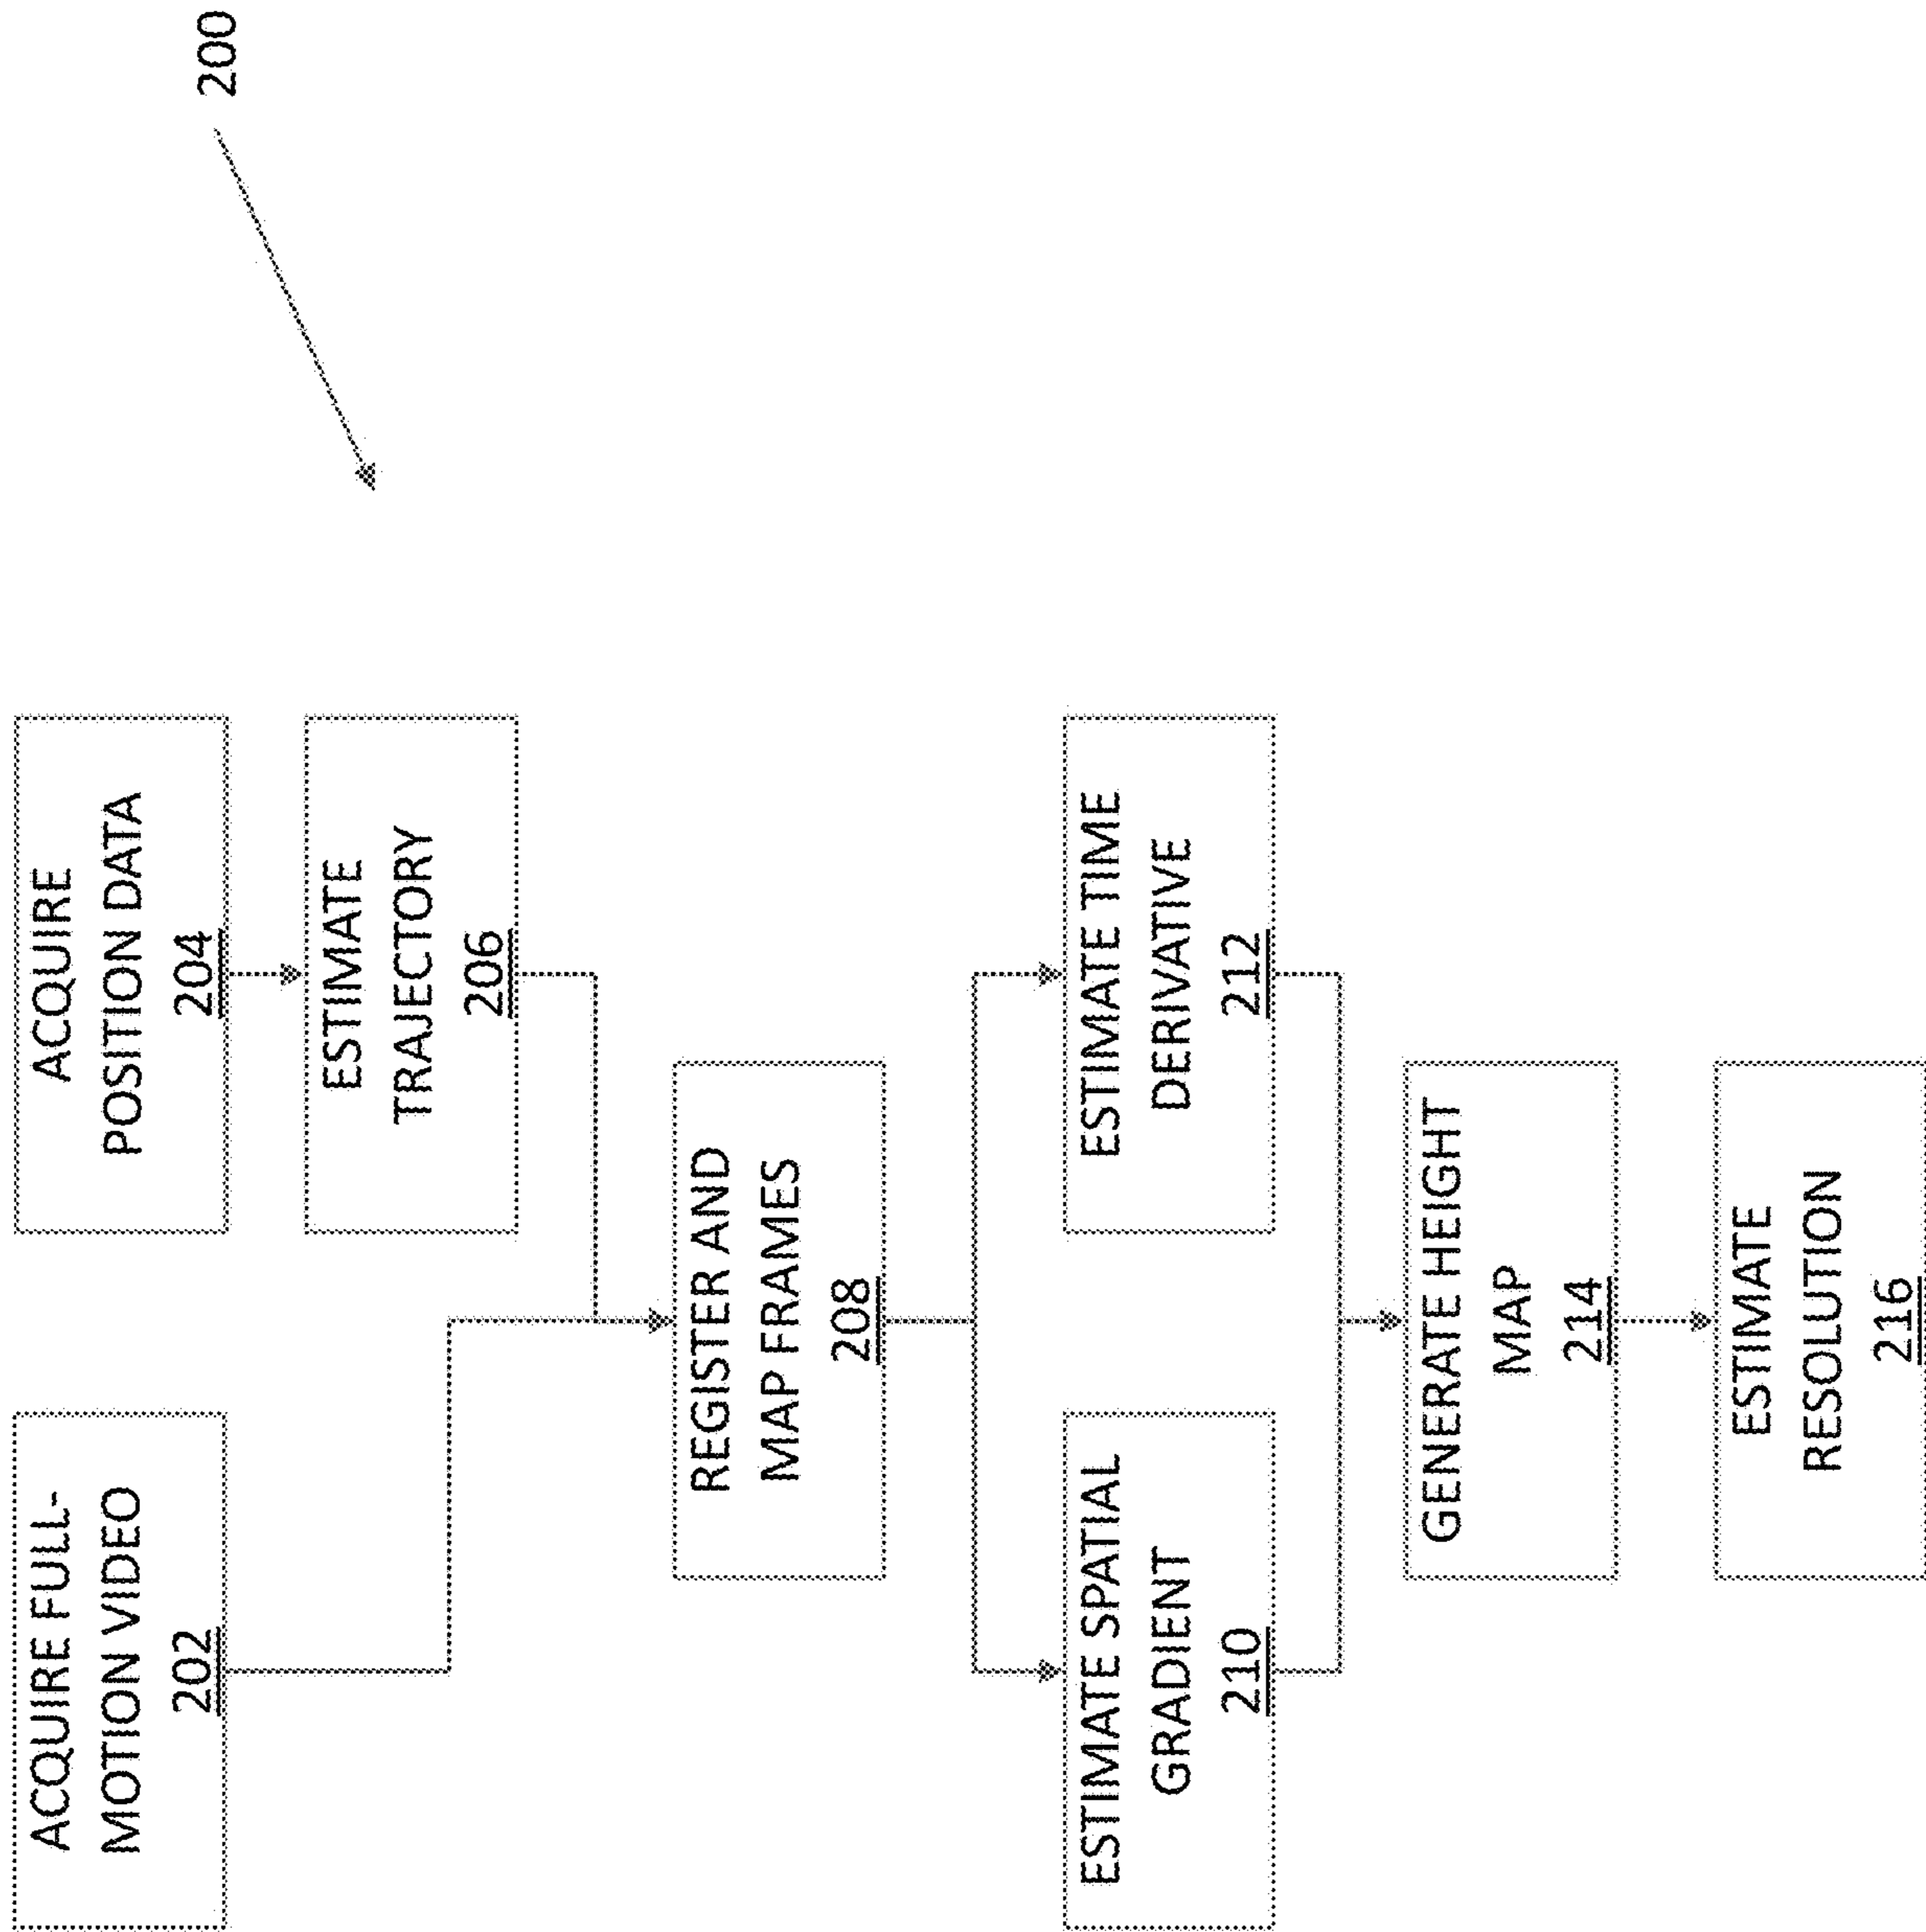 200
ACQUIRE FULL-
MOTION VIDEO
202
ACQUIRE
POSITION DATA
204
ESTIMATE
TRAJECTORY
206
REGISTER AND
MAP FRAMES
208
ESTIMATE SPATIAL
GRADIENT
210
ESTIMATE TIME
DERIVATIVE
212
GENERATE HEIGHT
MAP
214
ESTIMATE
RESOLUTION
216